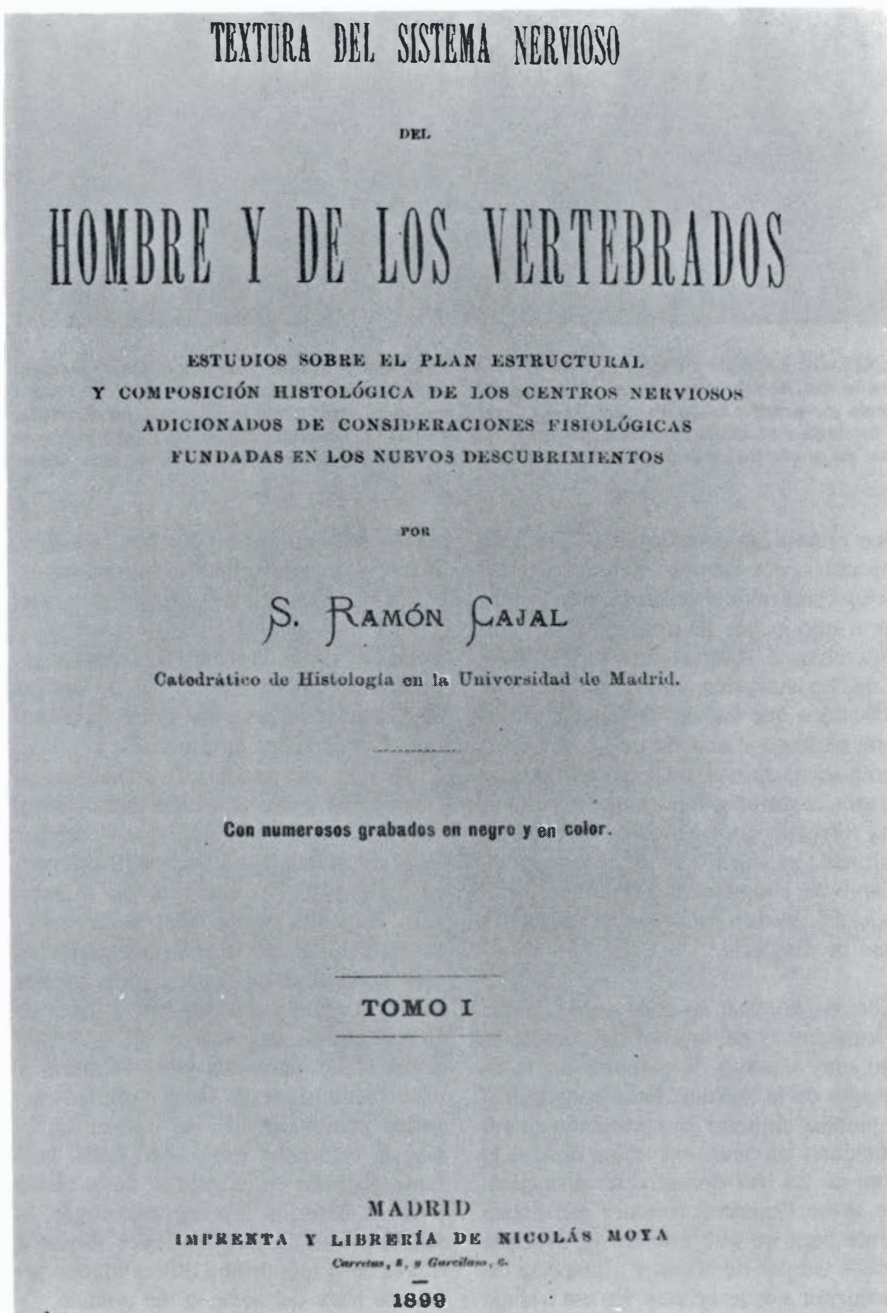 TEXTURA DEL SISTEMA NERVIOSO
DEL
HOMBRE Y DE LOS VERTEBRADOS
ESTUDIOS SOBRE EL PLAN ESTRUCTURAL
Y COMPOSICIÓN HISTOLÓGICA DE LOS CENTROS NERVIOSOS
ADICIONADOS DE CONSIDERACIONES FISIOLÓGICAS
FUNDADAS EN LOS NUEVOS DESCUBRIMIENTOS
POR
S. RAMÓN CAJAL
Catedrático de Histología en la Universidad de Madrid.
Con numerosos grabados en negro y en color.
TOMO I
MADRID
IMPRENTA Y LIBRERÍA DE NICOLÁS MOYA
Carretas, 8, y Garcilaso, 6.
1899